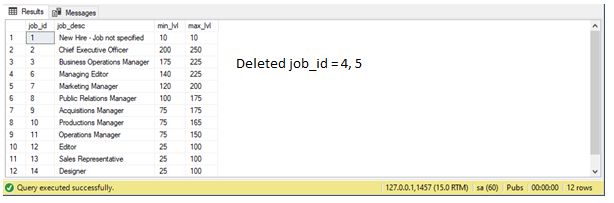 Results Messages
job_id job_desc min_lvl max_lvl
1 1 New Hire - Job not specified 10 10
2 2 Chief Executive Officer 200 250
3 3 Business Operations Manager 175 225
4 6 Managing Editor 140 225
5 7 Marketing Manager 120 200
6 8 Public Relations Manager 100 175
7 9 Acquisitions Manager 75 175
8 10 Productions Manager 75 165
9 11 Operations Manager 75 150
10 12 Editor 25 100
11 13 Sales Representative 25 100
12 14 Designer 25 100
Deleted job_id = 4, 5
Query executed successfully. 127.0.0.1,1457 (15.0 RTM) sa (60) Pubs 00:00:00 12 rows